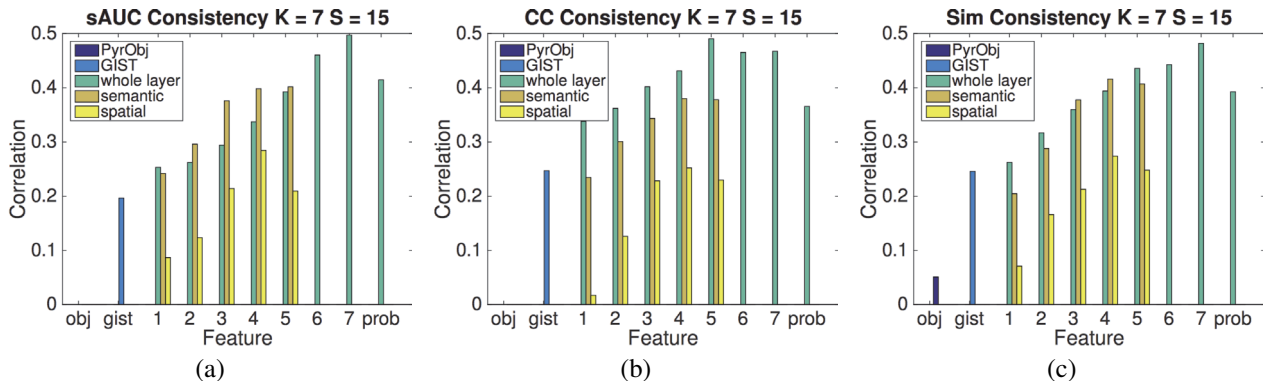 sAUC Consistency K = 7 S = 15
0.5
0.4
0.3
0.2
0.1
0
Correlation
PyrObj
GIST
whole layer
semantic
spatial
obj gist 1 2 3 4 5 6 7 prob
Feature
(a)
CC Consistency K = 7 S = 15
0.5
0.4
0.3
0.2
0.1
0
Correlation
PyrObj
GIST
whole layer
semantic
spatial
obj gist 1 2 3 4 5 6 7 prob
Feature
(b)
Sim Consistency K = 7 S = 15
0.5
0.4
0.3
0.2
0.1
0
Correlation
PyrObj
GIST
whole layer
semantic
spatial
obj gist 1 2 3 4 5 6 7 prob
Feature
(c)